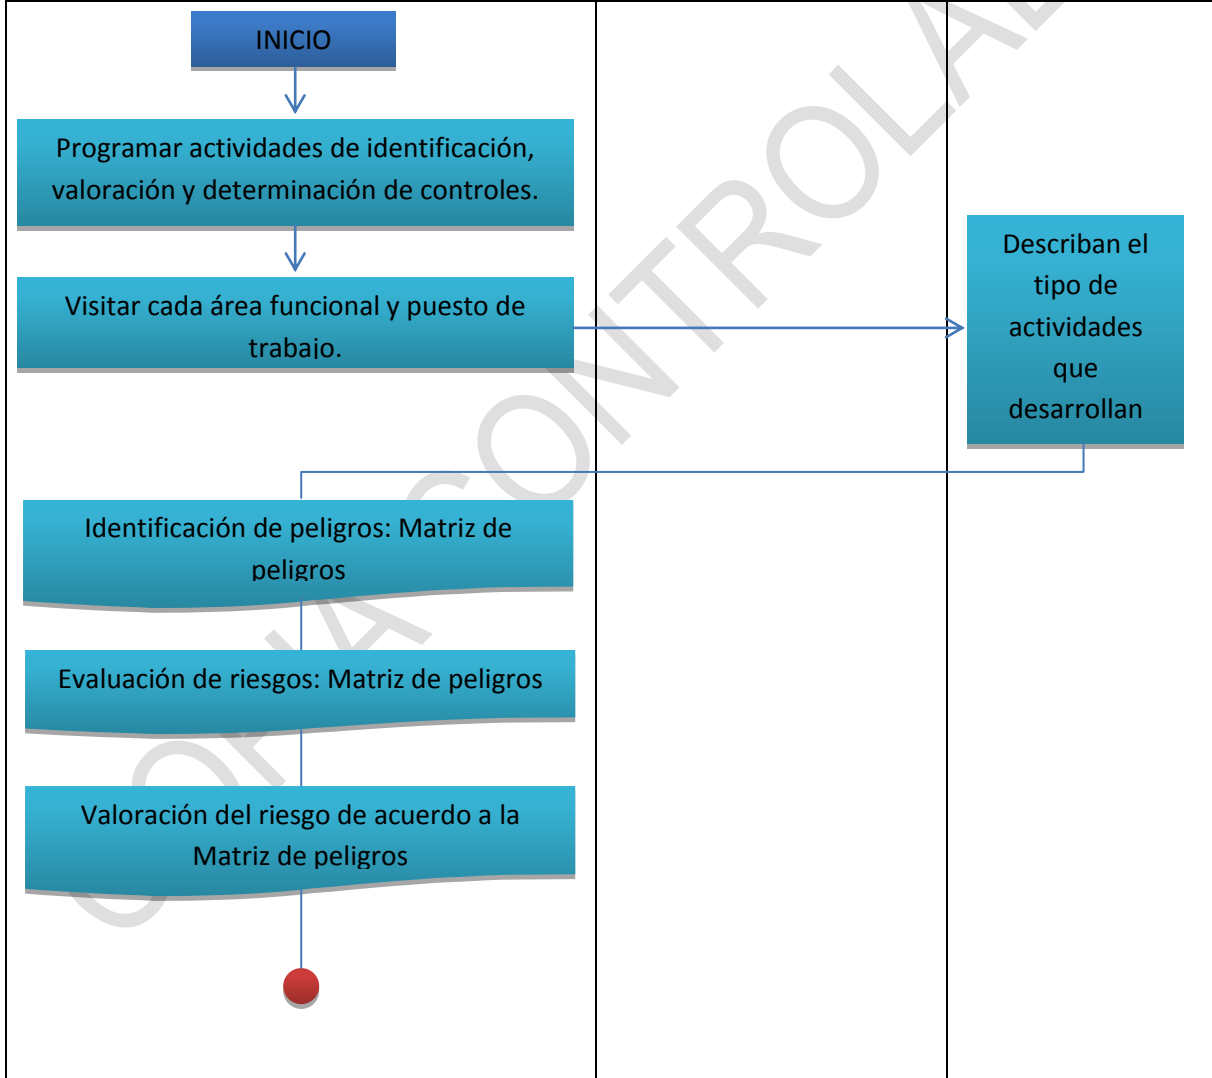 INICIO
Programar actividades de identificación,
valoración y determinación de controles.
Visitar cada área funcional y puesto de
trabajo.
Describan el
tipo de
actividades
que
desarrollan
Identificación de peligros: Matriz de
peligros
Evaluación de riesgos: Matriz de peligros
Valoración del riesgo de acuerdo a la
Matriz de peligros